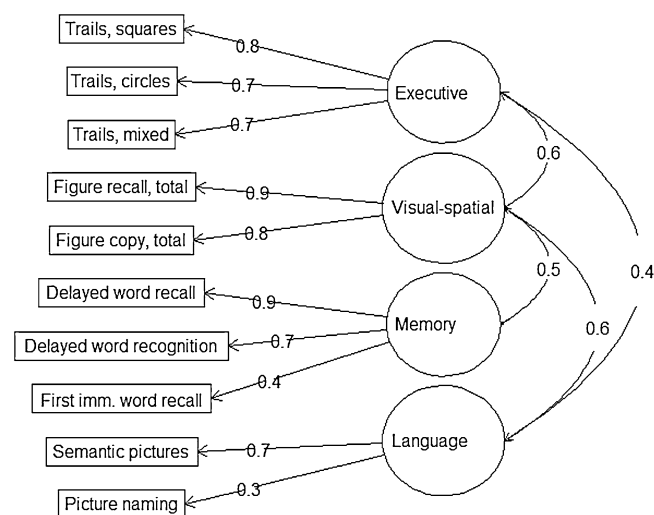 Trails, squares
0.8
Trails, circles
0.7
Executive
Trails, mixed
0.7
0.6
Figure recall, total
0.9
Visual-spatial
Figure copy, total
0.8
0.5
0.4
Delayed word recall
0.9
Memory
0.6
Delayed word recognition
0.7
First imm. word recall
0.4
Language
Semantic pictures
0.7
Picture naming
0.3